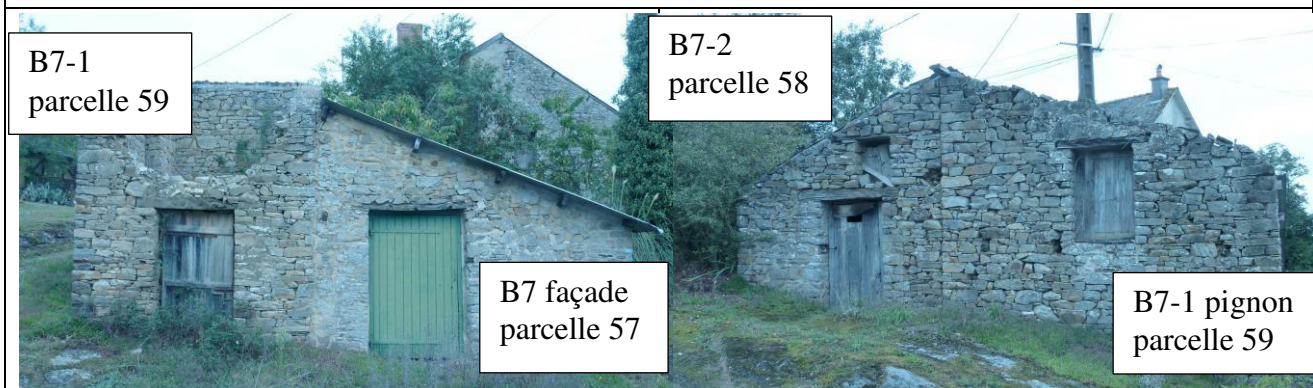 B7-1
parcelle 59
B7 façade
parcelle 57
B7-2
parcelle 58
B7-1 pignon
parcelle 59